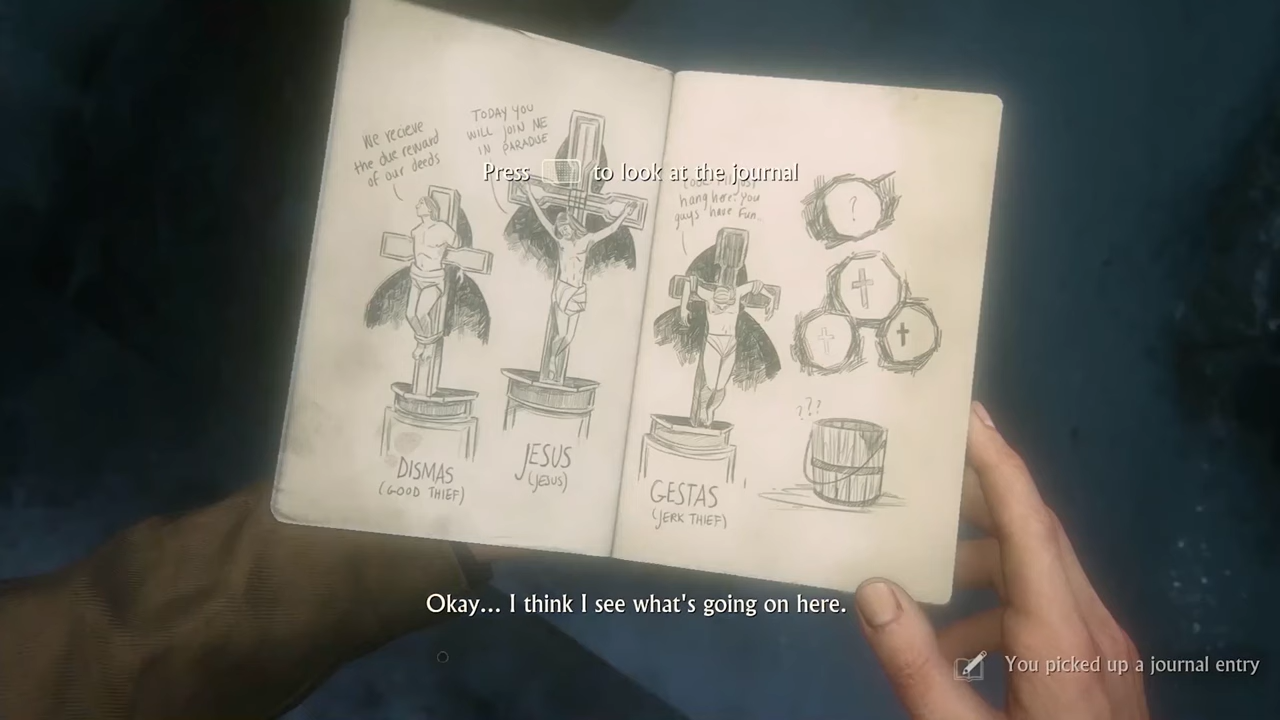 We recieve
the due reward
of our deeds
TODAY YOU
WILL JOIN ME
IN PARADISE
Press to look at the journal
just
hang here. You
guys have fun..
?
???
DISMAS
(GOOD THIEF)
JESUS
(JESUS)
GESTAS
(JERK THIEF)
Okay... I think I see what's going on here.
You picked up a journal entry